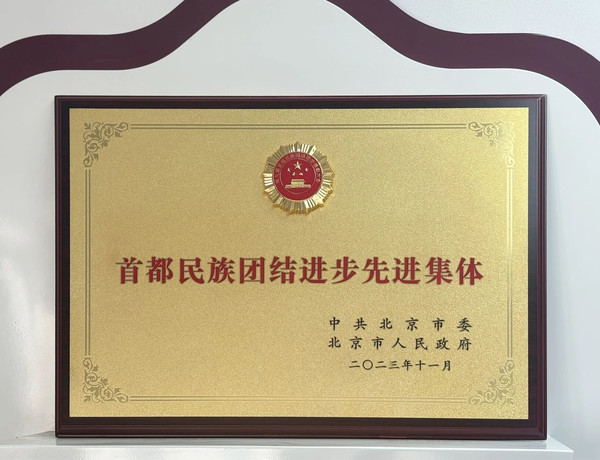 首都民族团结进步先进集体
中共北京市委
北京市人民政府
二〇二三年十一月